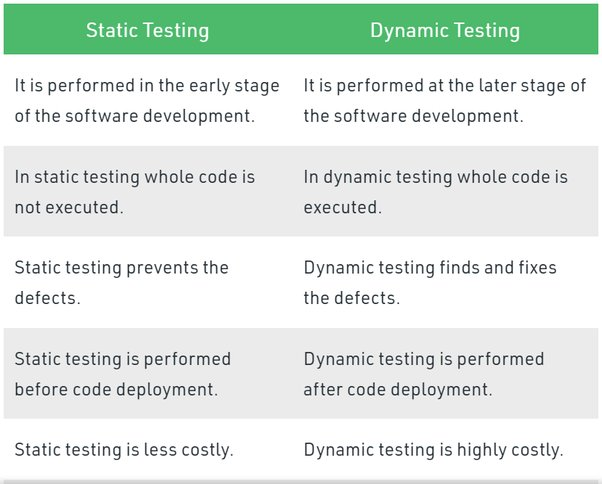 Static Testing
Dynamic Testing
It is performed in the early stage
of the software development.
It is performed at the later stage of
the software development.
In static testing whole code is
not executed.
In dynamic testing whole code is
executed.
Static testing prevents the
defects.
Dynamic testing finds and fixes
the defects.
Static testing is performed
before code deployment.
Dynamic testing is performed
after code deployment.
Static testing is less costly.
Dynamic testing is highly costly.